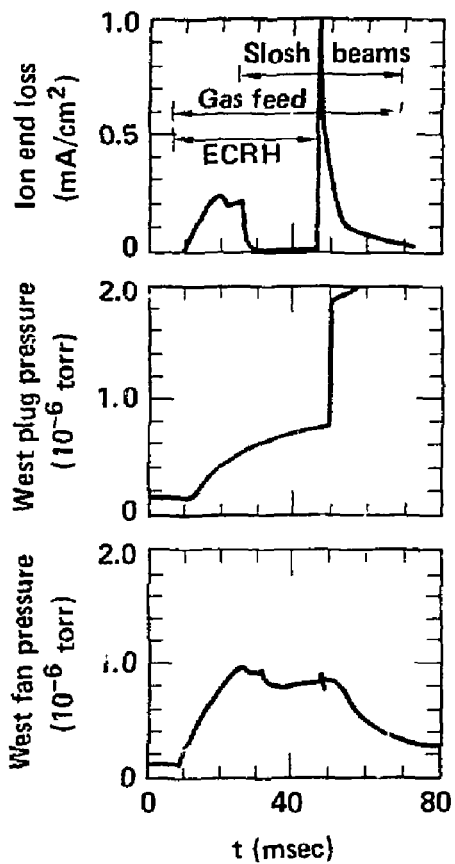 Ion end loss
(mA/cm²)
1.0
0.5
0
Slosh beams
Gas feed
ECRH
West plug pressure
(10⁻⁶ torr)
2.0
1.0
0
West fan pressure
(10⁻⁶ torr)
2.0
1.0
0
0 40 80
t (msec)